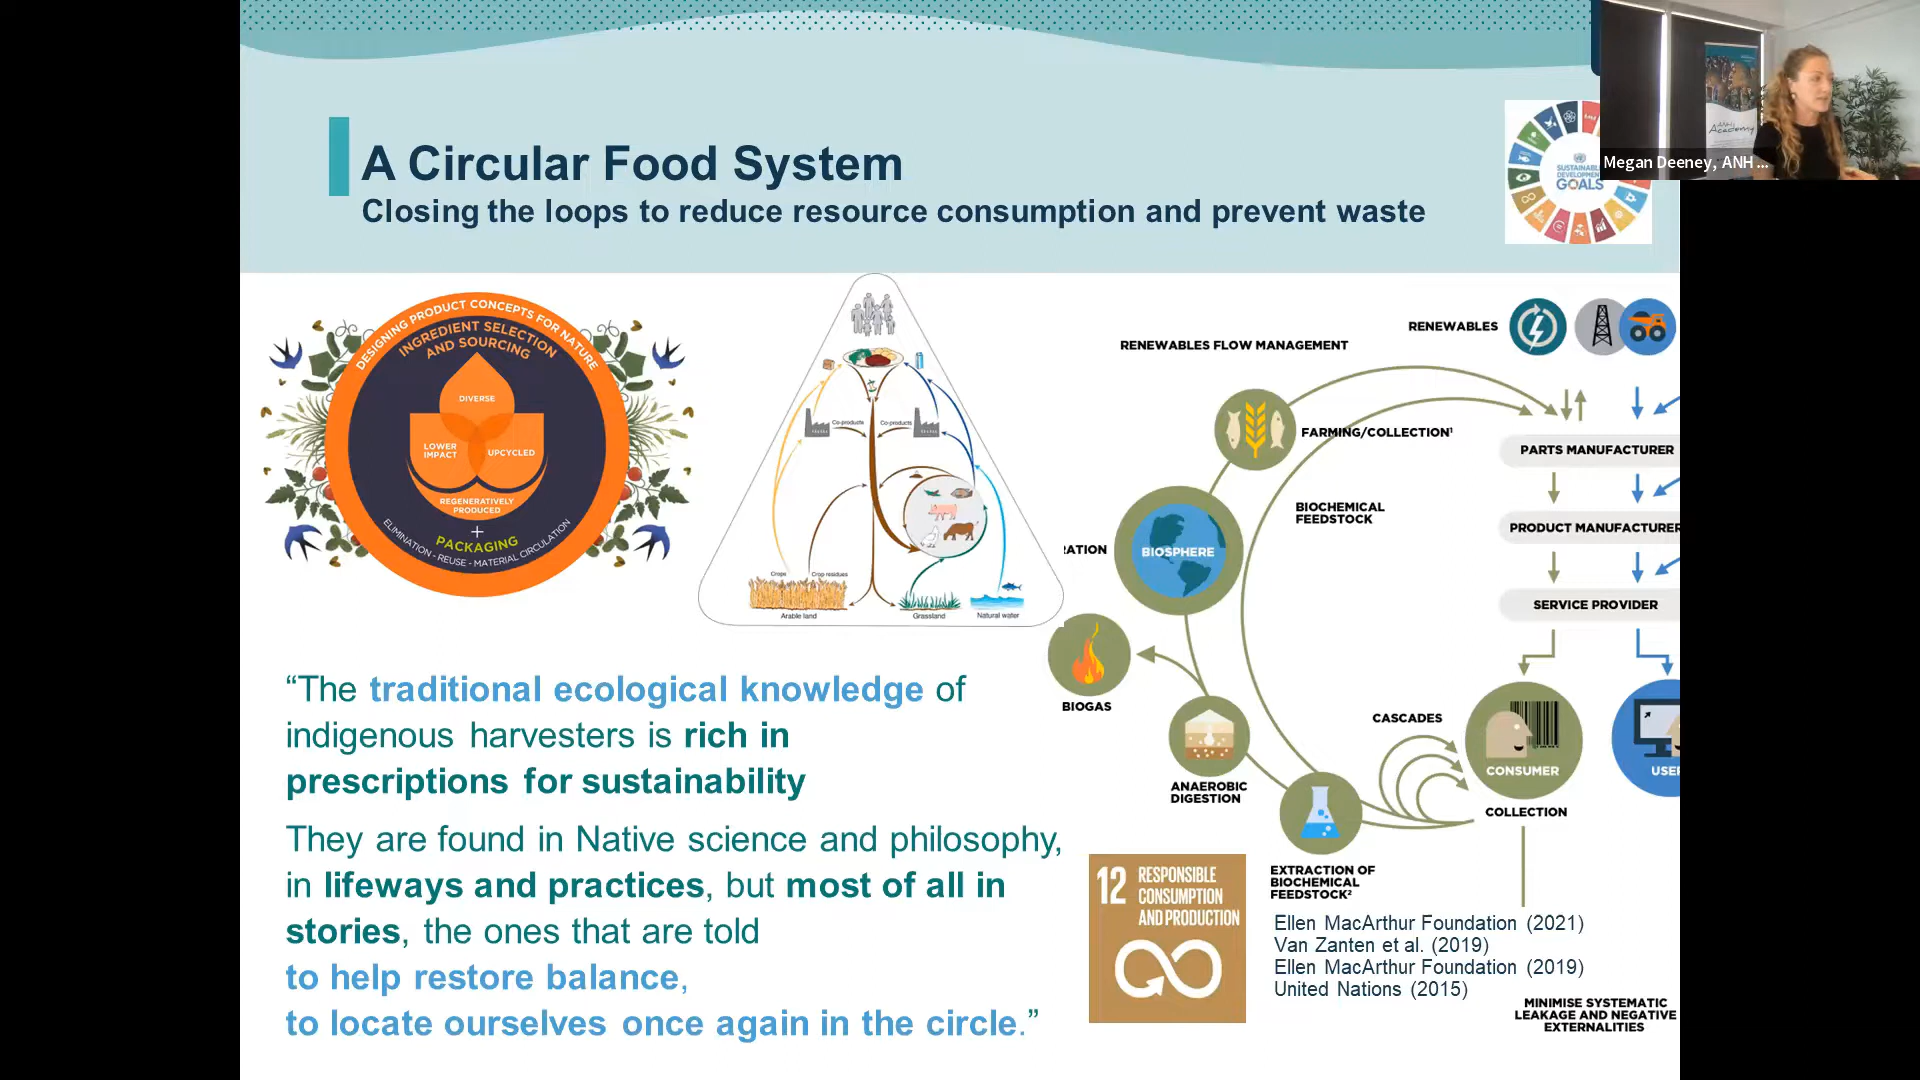 A Circular Food System
Closing the loops to reduce resource consumption and prevent waste
SUSTAINABLE
DEVELOPMENT
GOALS
ANH
Academy
Megan Deeney, ANH ...
DESIGNING PRODUCT CONCEPTS FOR NATURE
INGREDIENT SELECTION
AND SOURCING
DIVERSE
LOWER
IMPACT
UPCYCLED
REGENERATIVELY
PRODUCED
+
PACKAGING
ELIMINATION - REUSE - MATERIAL CIRCULATION
Co-products
Co-products
Crops
Crop residues
Arable land
Grassland
Natural water
RENEWABLES
RENEWABLES FLOW MANAGEMENT
FARMING/COLLECTION¹
PARTS MANUFACTURER
BIOCHEMICAL
FEEDSTOCK
PRODUCT MANUFACTURER
RATION
BIOSPHERE
SERVICE PROVIDER
BIOGAS
CASCADES
CONSUMER
USER
ANAEROBIC
DIGESTION
COLLECTION
EXTRACTION OF
BIOCHEMICAL
FEEDSTOCK²
“The traditional ecological knowledge of
indigenous harvesters is rich in
prescriptions for sustainability
They are found in Native science and philosophy,
in lifeways and practices, but most of all in
stories, the ones that are told
to help restore balance,
to locate ourselves once again in the circle.”
12 RESPONSIBLE
CONSUMPTION
AND PRODUCTION
Ellen MacArthur Foundation (2021)
Van Zanten et al. (2019)
Ellen MacArthur Foundation (2019)
United Nations (2015)
MINIMISE SYSTEMATIC
LEAKAGE AND NEGATIVE
EXTERNALITIES